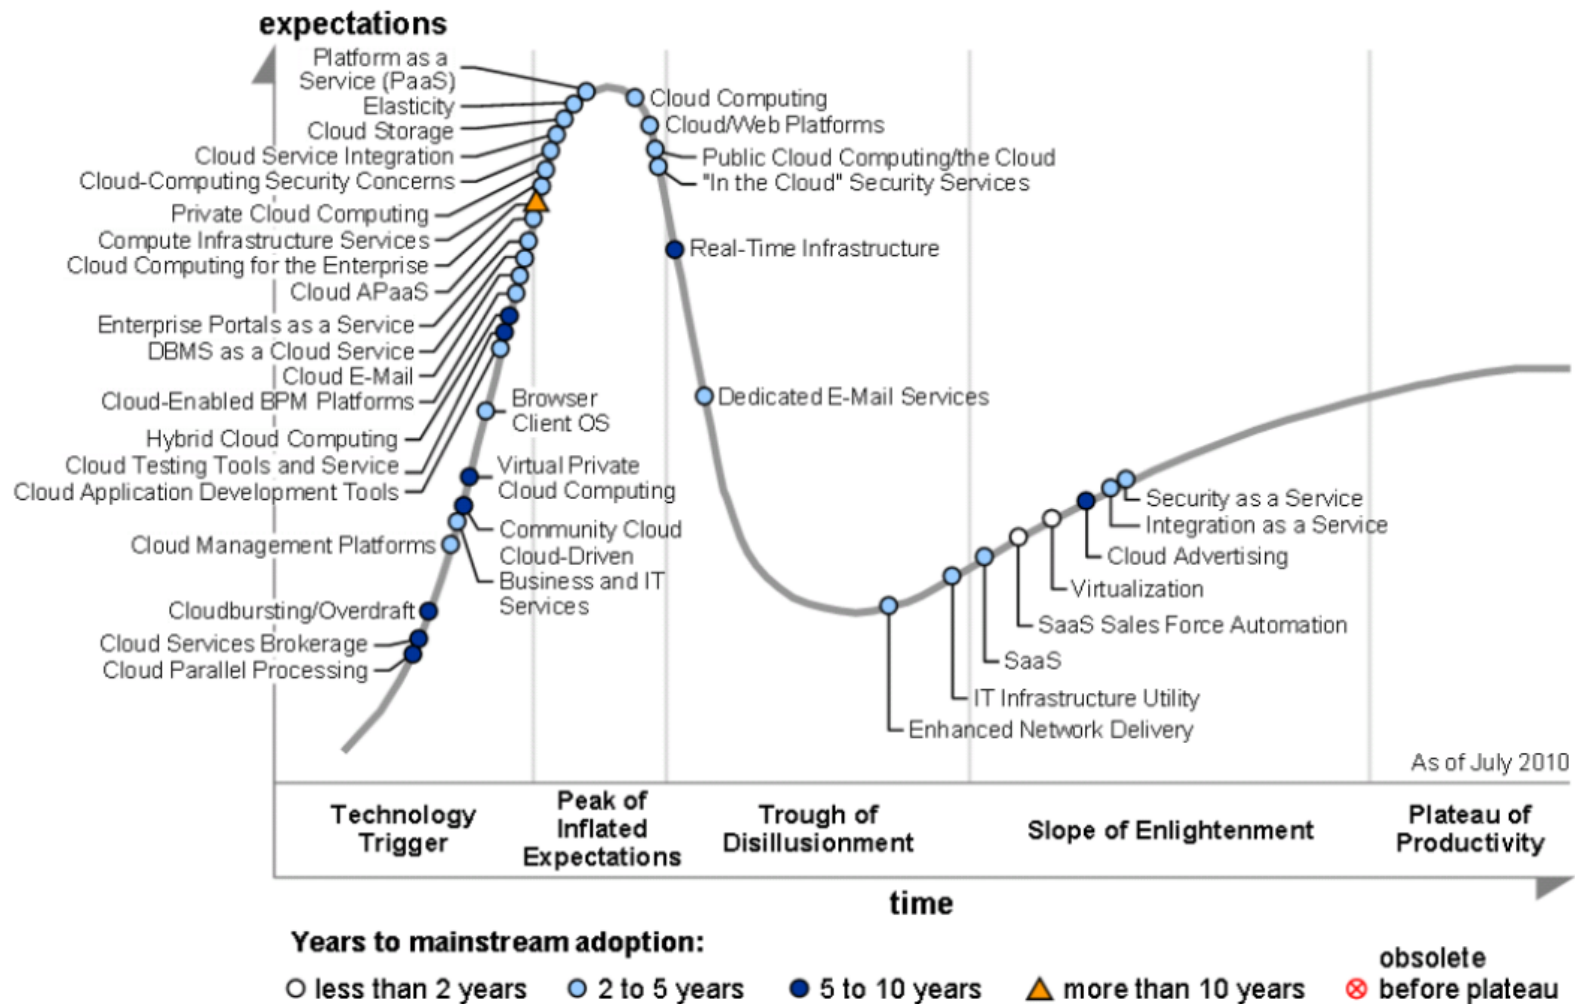 expectations
Platform as a
Service (PaaS)
Elasticity
Cloud Storage
Cloud Service Integration
Cloud-Computing Security Concerns
Private Cloud Computing
Compute Infrastructure Services
Cloud Computing for the Enterprise
Cloud APaaS
Enterprise Portals as a Service
DBMS as a Cloud Service
Cloud E-Mail
Cloud-Enabled BPM Platforms
Hybrid Cloud Computing
Cloud Testing Tools and Service
Cloud Application Development Tools
Cloud Management Platforms
Cloudbursting/Overdraft
Cloud Services Brokerage
Cloud Parallel Processing
Browser
Client OS
Virtual Private
Cloud Computing
Community Cloud
Cloud-Driven
Business and IT
Services
Cloud Computing
Cloud/Web Platforms
Public Cloud Computing/the Cloud
"In the Cloud" Security Services
Real-Time Infrastructure
Dedicated E-Mail Services
Security as a Service
Integration as a Service
Cloud Advertising
Virtualization
SaaS Sales Force Automation
SaaS
IT Infrastructure Utility
Enhanced Network Delivery
As of July 2010
Technology
Trigger
Peak of
Inflated
Expectations
Trough of
Disillusionment
Slope of Enlightenment
Plateau of
Productivity
time
Years to mainstream adoption:
less than 2 years
2 to 5 years
5 to 10 years
more than 10 years
obsolete
before plateau